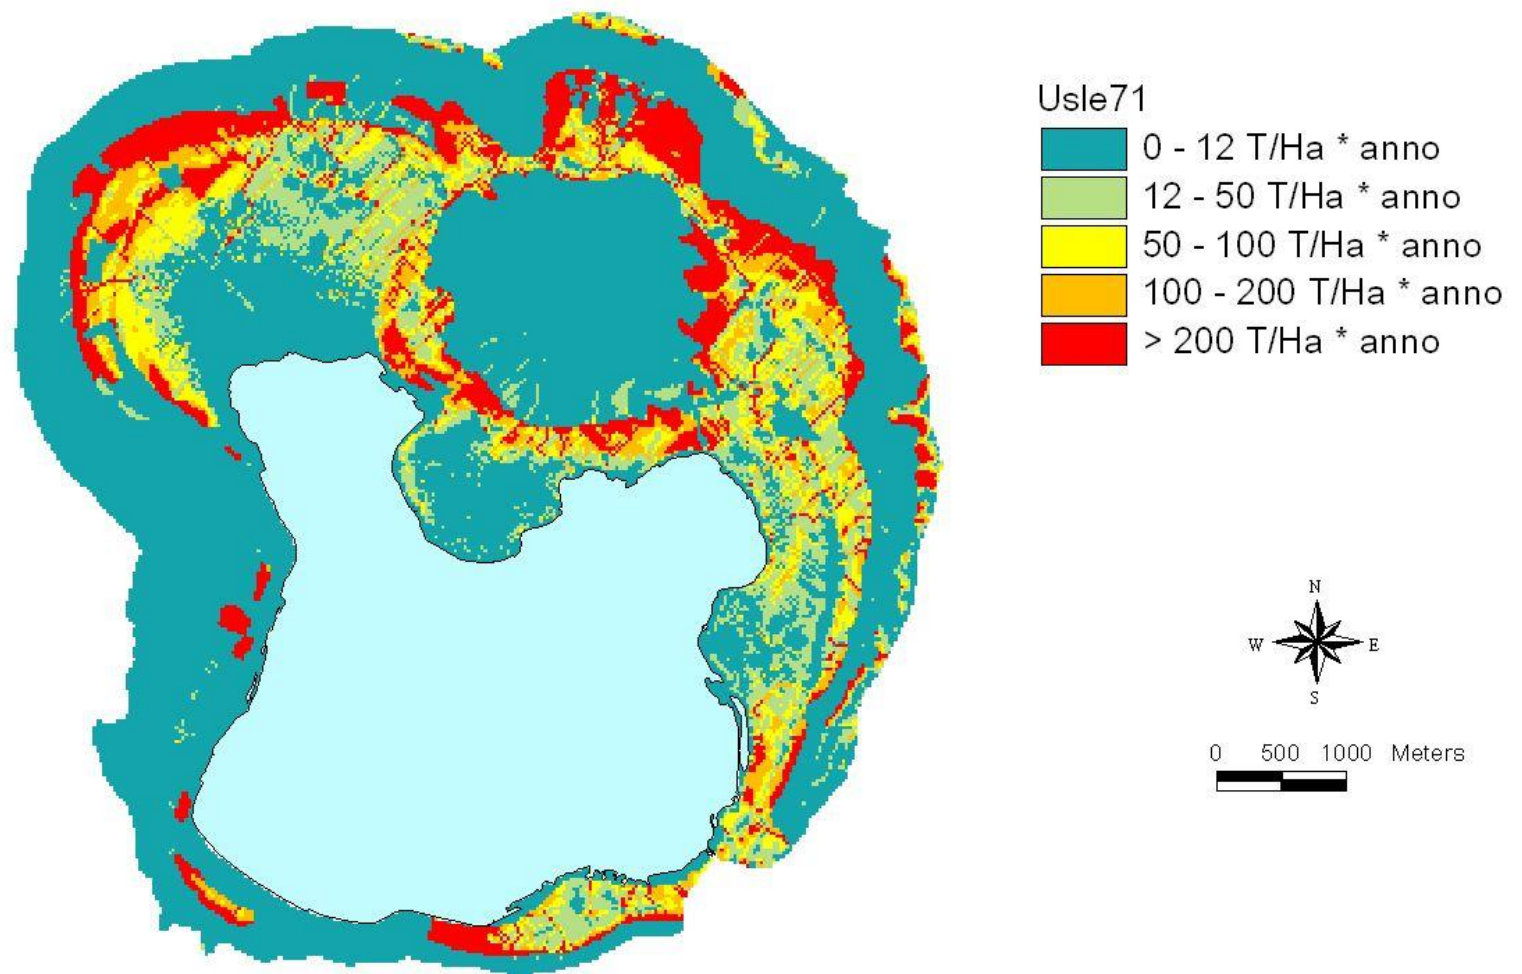 Usle71
0 - 12 T/Ha * anno
12 - 50 T/Ha * anno
50 - 100 T/Ha * anno
100 - 200 T/Ha * anno
> 200 T/Ha * anno
N
W E
S
0 500 1000 Meters